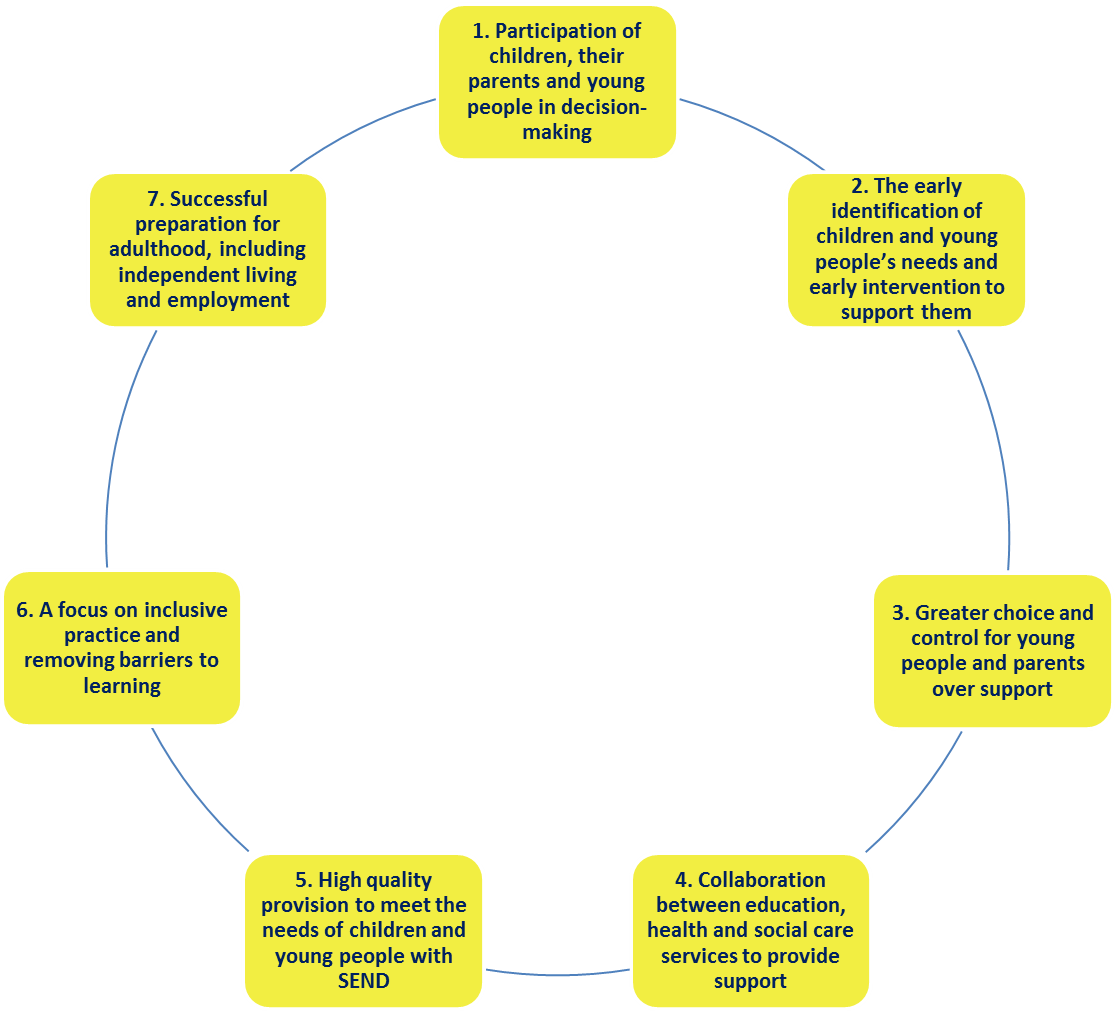 1. Participation of
children, their
parents and young
people in decision-
making
2. The early
identification of
children and young
people’s needs and
early intervention to
support them
3. Greater choice and
control for young
people and parents
over support
4. Collaboration
between education,
health and social care
services to provide
support
5. High quality
provision to meet the
needs of children and
young people with
SEND
6. A focus on inclusive
practice and
removing barriers to
learning
7. Successful
preparation for
adulthood, including
independent living
and employment